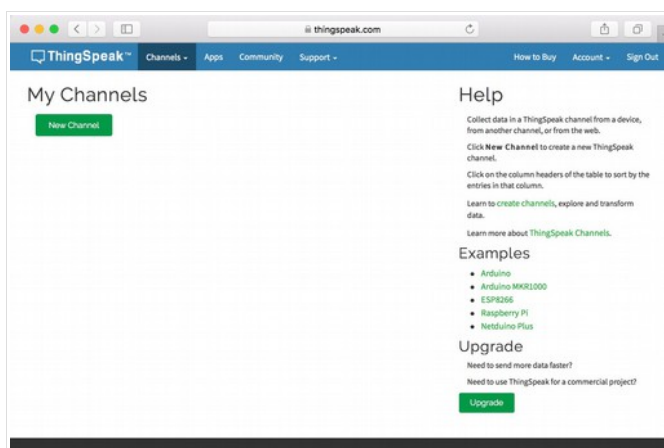 thingspeak.com
ThingSpeak™ Channels Apps Community Support How to Buy Account Sign Out
My Channels
New Channel
Help
Collect data in a ThingSpeak channel from a device,
from another channel, or from the web.
Click New Channel to create a new ThingSpeak
channel.
Click on the column headers of the table to sort by the
entries in that column.
Learn to create channels, explore and transform
data.
Learn more about ThingSpeak Channels.
Examples
Arduino
Arduino MKR1000
ESP8266
Raspberry Pi
Netduino Plus
Upgrade
Need to send more data faster?
Need to use ThingSpeak for a commercial project?
Upgrade